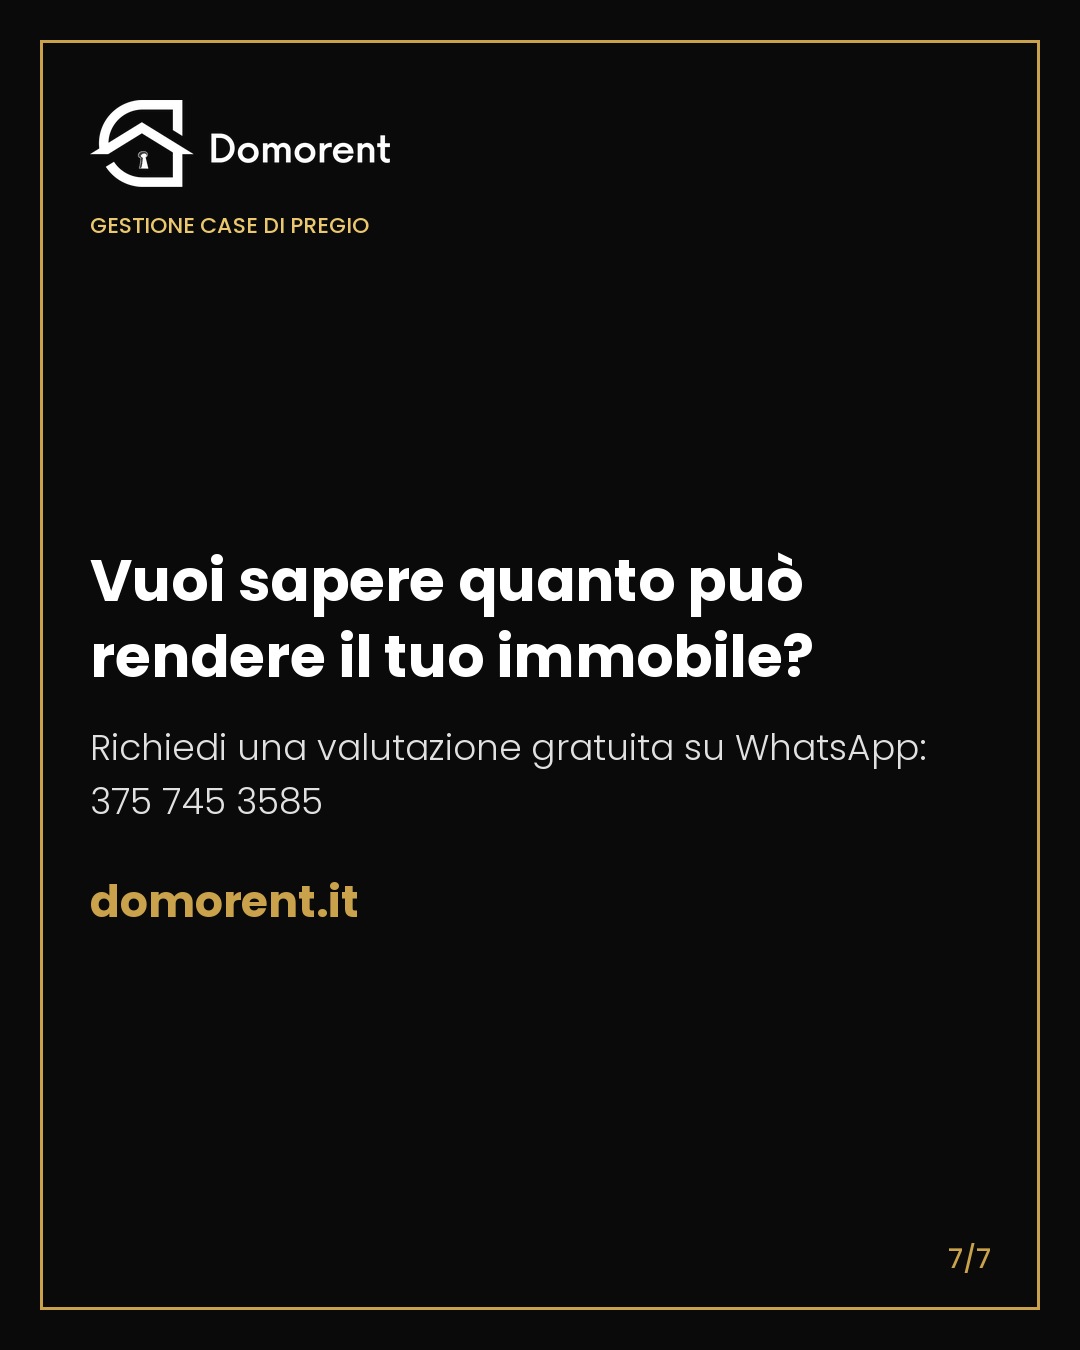 Domorent
GESTIONE CASE DI PREGIO
Vuoi sapere quanto può
rendere il tuo immobile?
Richiedi una valutazione gratuita su WhatsApp:
375 745 3585
domorent.it
7/7